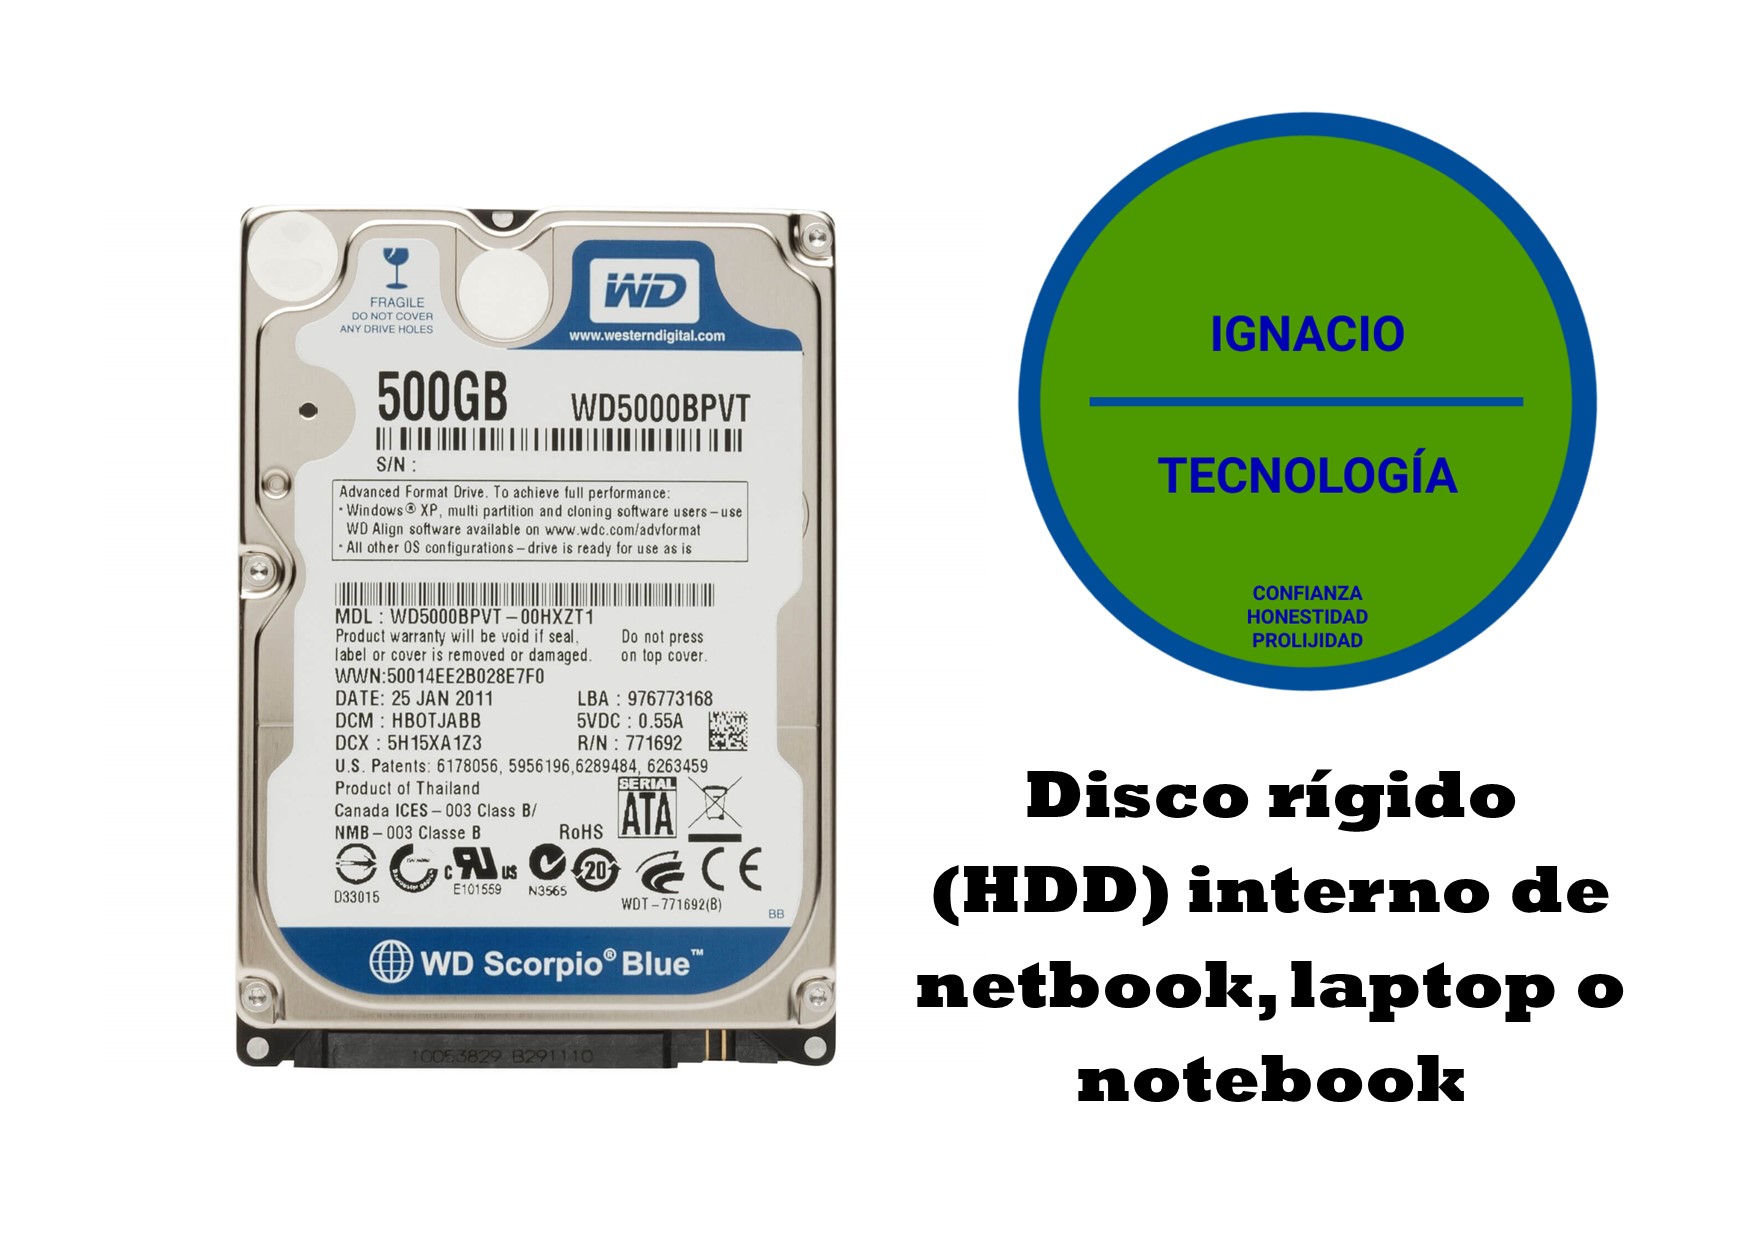 FRAGILE
DO NOT COVER
ANY DRIVE HOLES
WD
www.westerndigital.com
500GB WD5000BPVT
S/N :
Advanced Format Drive. To achieve full performance:
• Windows® XP, multi partition and cloning software users – use
WD Align software available on www.wdc.com/advformat
• All other OS configurations – drive is ready for use as is
MDL : WD5000BPVT – 00HXZT1
Product warranty will be void if seal, Do not press
label or cover is removed or damaged. on top cover.
WWN:50014EE2B028E7F0
DATE: 25 JAN 2011 LBA : 976773168
DCM : HBOTJABB 5VDC : 0.55A
DCX : 5H15XA1Z3 R/N : 771692
U.S. Patents: 6178056, 5956196,6289484, 6263459
Product of Thailand
Canada ICES – 003 Class B/
NMB – 003 Classe B RoHS
SERIAL
ATA
D33015
E101559
N3565
20
WDT – 771692(B)
BB
WD Scorpio® Blue™
10053829 B291110
IGNACIO
TECNOLOGÍA
CONFIANZA
HONESTIDAD
PROLIJIDAD
Disco rígido
(HDD) interno de
netbook, laptop o
notebook